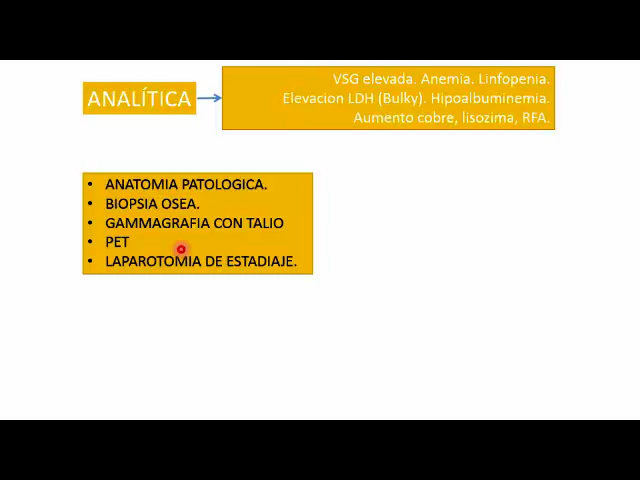 ANALÍTICA
VSG elevada. Anemia. Linfopenia.
Elevacion LDH (Bulky). Hipoalbuminemia.
Aumento cobre, lisozima, RFA.
• ANATOMIA PATOLOGICA.
• BIOPSIA OSEA.
• GAMMAGRAFIA CON TALIO
• PET
• LAPAROTOMIA DE ESTADIAJE.